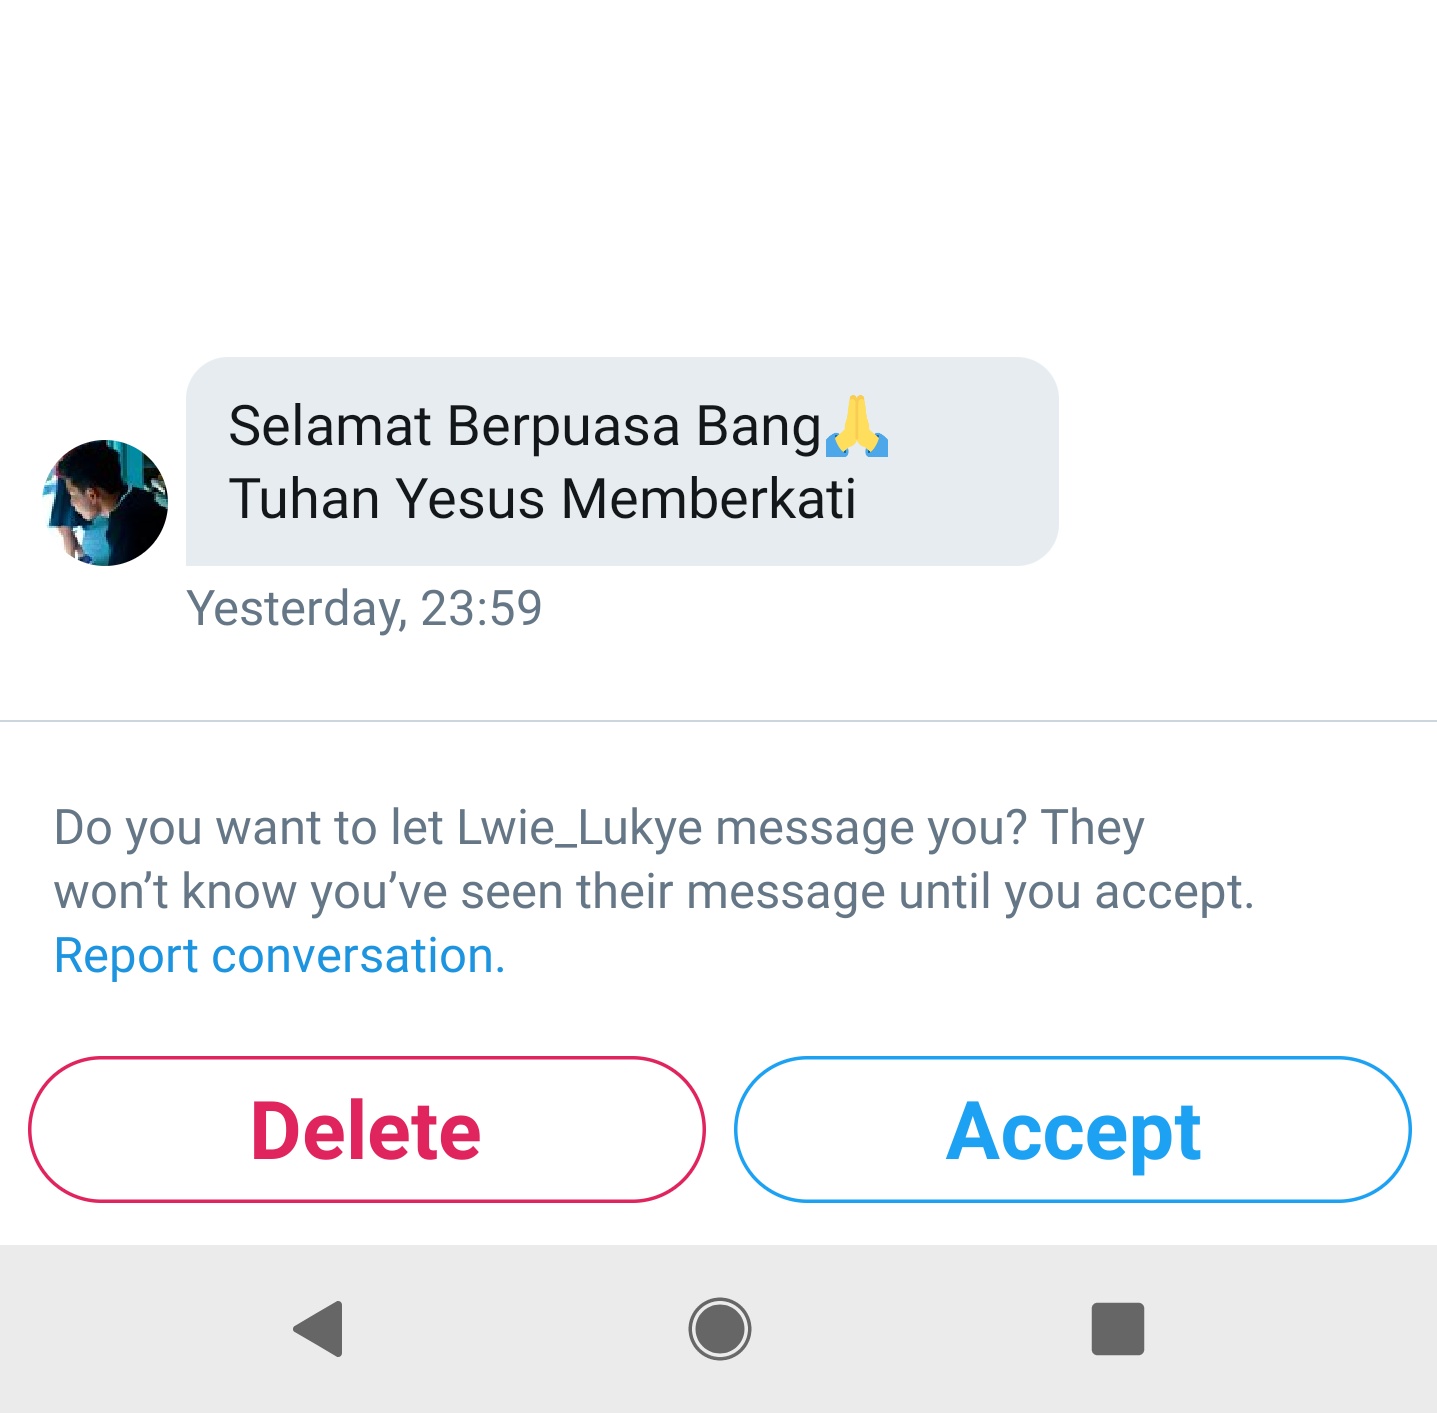 Selamat Berpuasa Bang🙏
Tuhan Yesus Memberkati
Yesterday, 23:59
Do you want to let Lwie_Lukye message you? They
won’t know you’ve seen their message until you accept.
Report conversation.
Delete
Accept